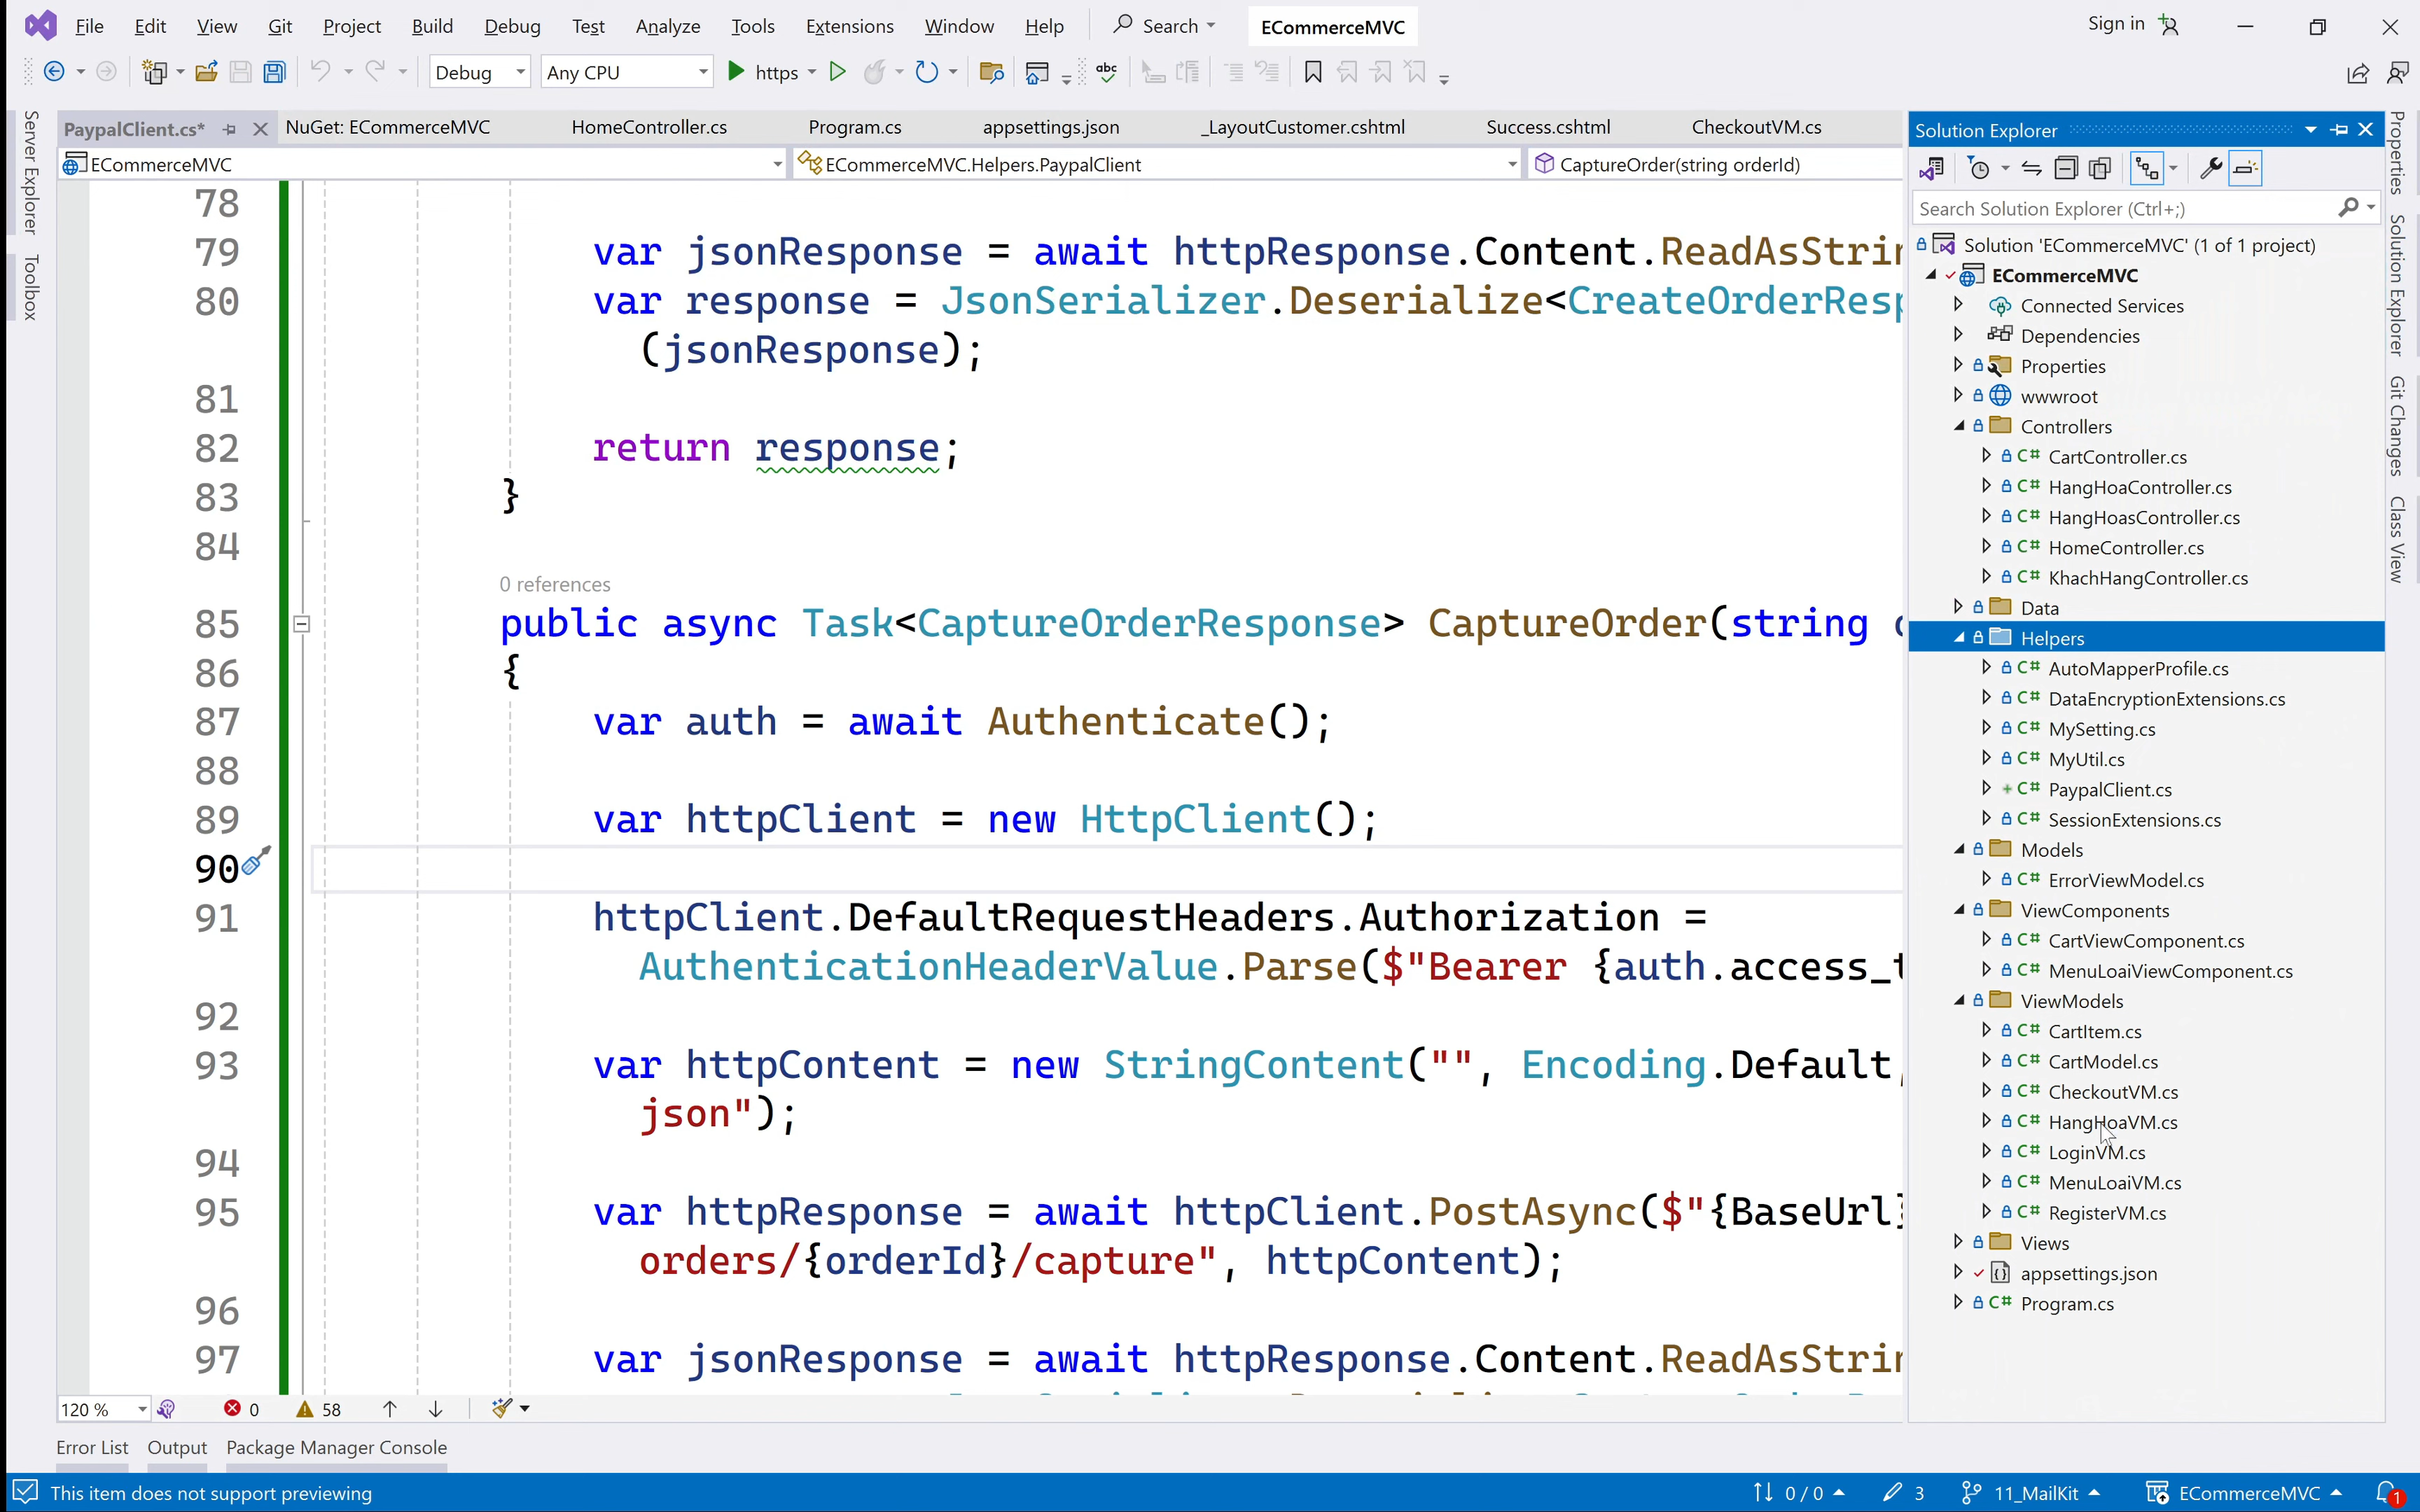 File Edit View Git Project Build Debug Test Analyze Tools Extensions Window Help Search ECommerceMVC Sign in
Debug Any CPU https
Server Explorer
Toolbox
PaypalClient.cs* NuGet: ECommerceMVC HomeController.cs Program.cs appsettings.json _LayoutCustomer.cshtml Success.cshtml CheckoutVM.cs
ECommerceMVC ECommerceMVC.Helpers.PaypalClient CaptureOrder(string orderId)
78
79 var jsonResponse = await httpResponse.Content.ReadAsStrin
80 var response = JsonSerializer.Deserialize<CreateOrderResp
(jsonResponse);
81
82 return response;
83 }
84
0 references
85 public async Task<CaptureOrderResponse> CaptureOrder(string o
86 {
87 var auth = await Authenticate();
88
89 var httpClient = new HttpClient();
90
91 httpClient.DefaultRequestHeaders.Authorization =
AuthenticationHeaderValue.Parse($"Bearer {auth.access_t
92
93 var httpContent = new StringContent("", Encoding.Default,
json");
94
95 var httpResponse = await httpClient.PostAsync($"{BaseUrl}
orders/{orderId}/capture", httpContent);
96
97 var jsonResponse = await httpResponse.Content.ReadAsStrin
120 % 0 58
Error List Output Package Manager Console
This item does not support previewing 0 / 0 3 11_MailKit ECommerceMVC 1
Solution Explorer
Search Solution Explorer (Ctrl+;)
Solution 'ECommerceMVC' (1 of 1 project)
ECommerceMVC
Connected Services
Dependencies
Properties
wwwroot
Controllers
C# CartController.cs
C# HangHoaController.cs
C# HangHoasController.cs
C# HomeController.cs
C# KhachHangController.cs
Data
Helpers
C# AutoMapperProfile.cs
C# DataEncryptionExtensions.cs
C# MySetting.cs
C# MyUtil.cs
C# PaypalClient.cs
C# SessionExtensions.cs
Models
C# ErrorViewModel.cs
ViewComponents
C# CartViewComponent.cs
C# MenuLoaiViewComponent.cs
ViewModels
C# CartItem.cs
C# CartModel.cs
C# CheckoutVM.cs
C# HangHoaVM.cs
C# LoginVM.cs
C# MenuLoaiVM.cs
C# RegisterVM.cs
Views
appsettings.json
C# Program.cs
Properties
Solution Explorer
Git Changes
Class View